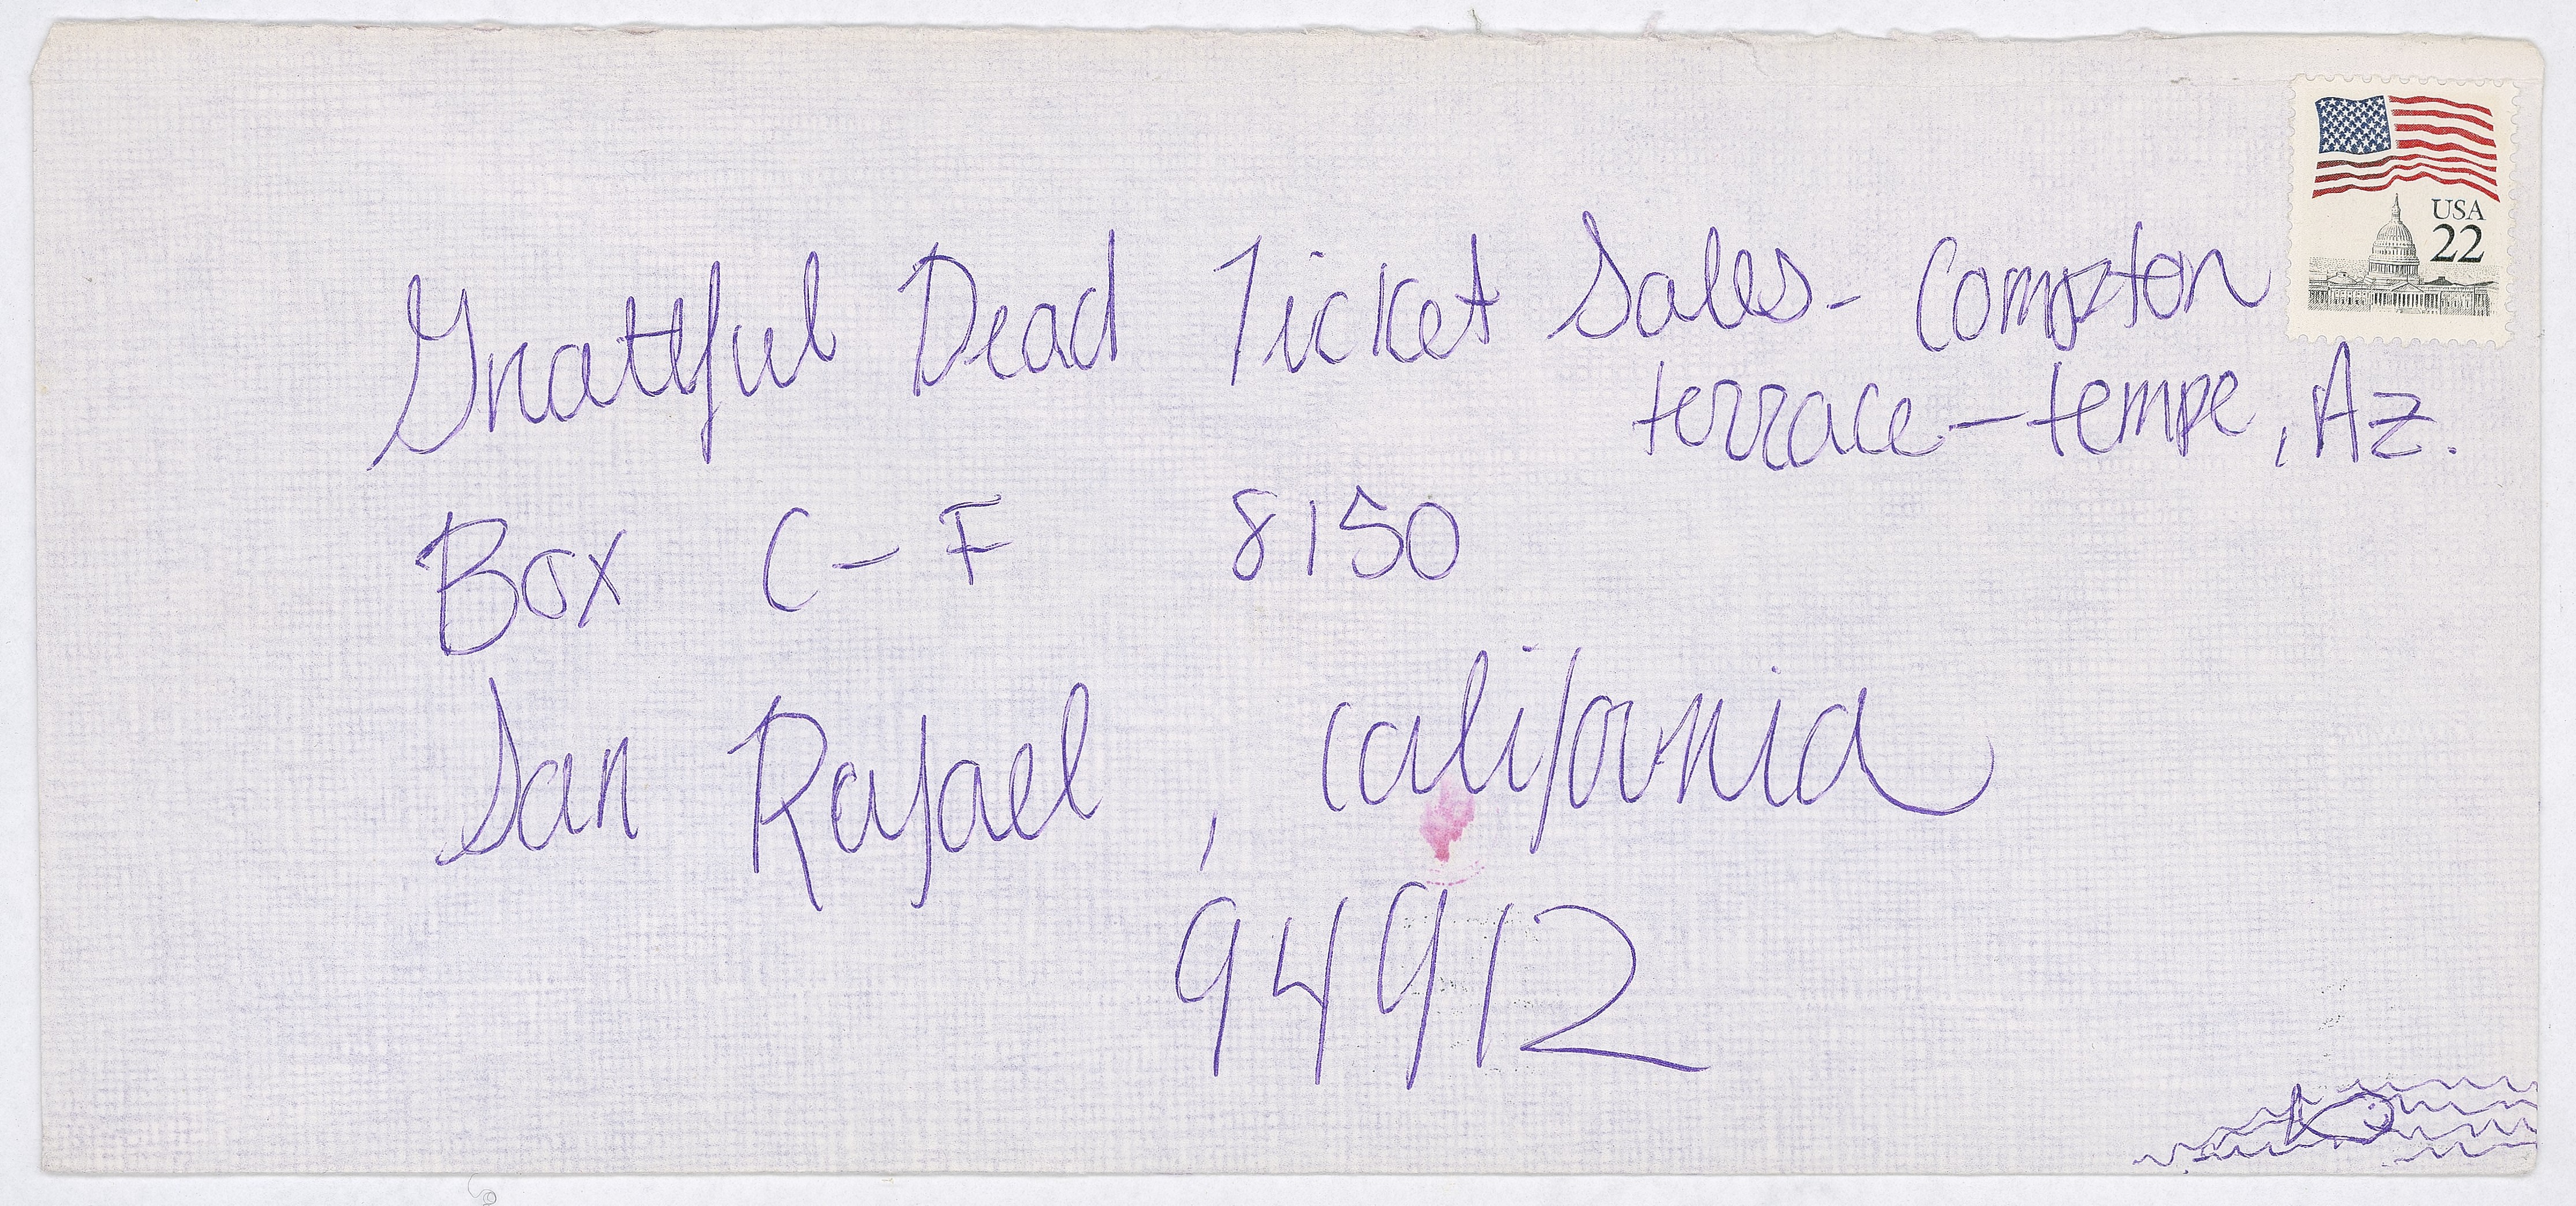 Grateful Dead Ticket Sales - Compton
terrace - tempe, Az.
Box C-F 8150
San Rafael, California
94912
USA
22